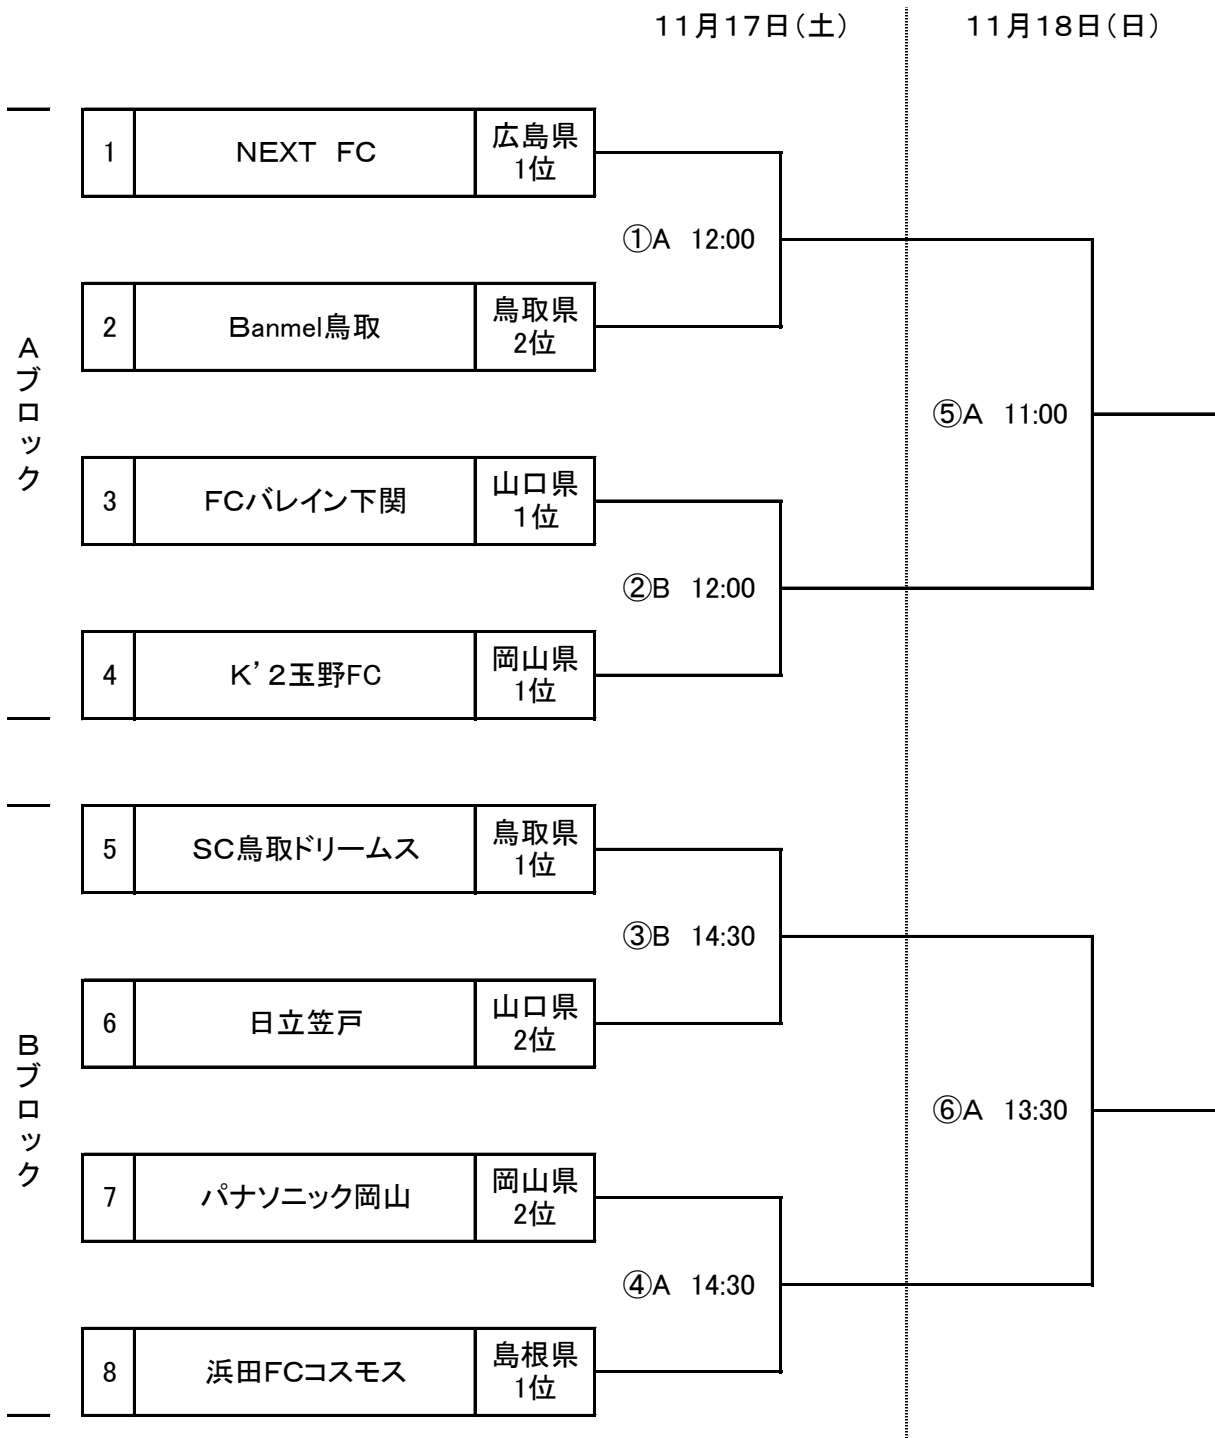 11月17日(土)
11月18日(日)
Aブロック
1 NEXT FC 広島県
1位
①A 12:00
2 Banmel鳥取 鳥取県
2位
⑤A 11:00
3 FCバレイン下関 山口県
1位
②B 12:00
4 K'2玉野FC 岡山県
1位
Bブロック
5 SC鳥取ドリームス 鳥取県
1位
③B 14:30
6 日立笠戸 山口県
2位
⑥A 13:30
7 パナソニック岡山 岡山県
2位
④A 14:30
8 浜田FCコスモス 島根県
1位